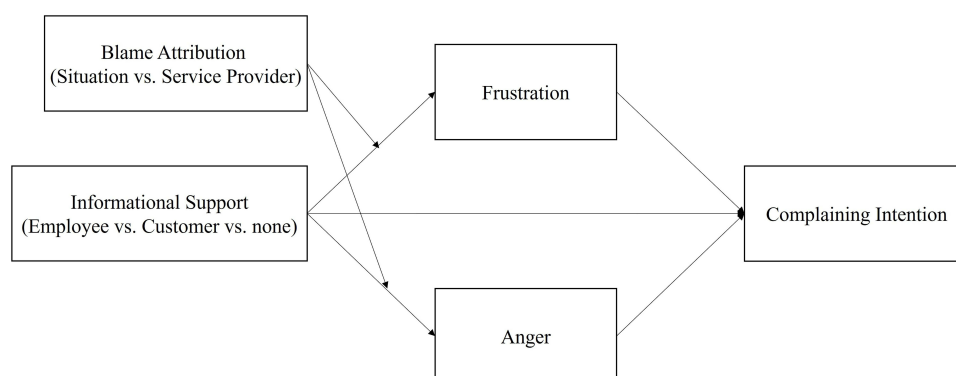 Blame Attribution
(Situation vs. Service Provider)
Frustration
Informational Support
(Employee vs. Customer vs. none)
Complaining Intention
Anger